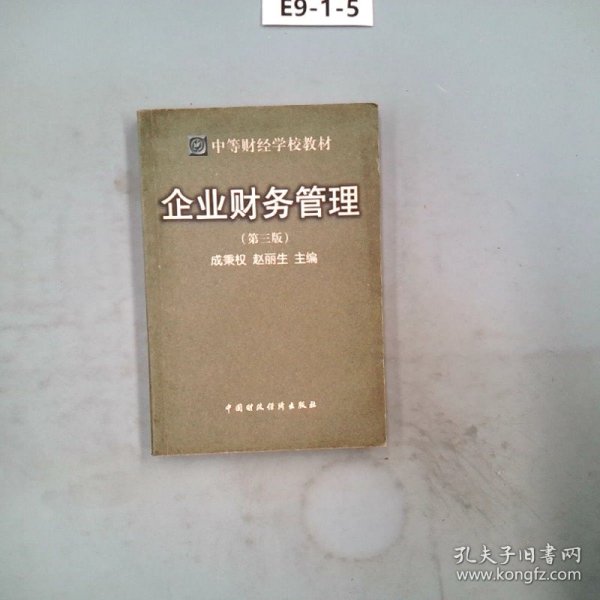 E9-1-5
中等财经学校教材
企业财务管理
(第三版)
成秉权 赵丽生 主编
中国财政经济出版社
孔夫子旧书网
www.kongfz.com